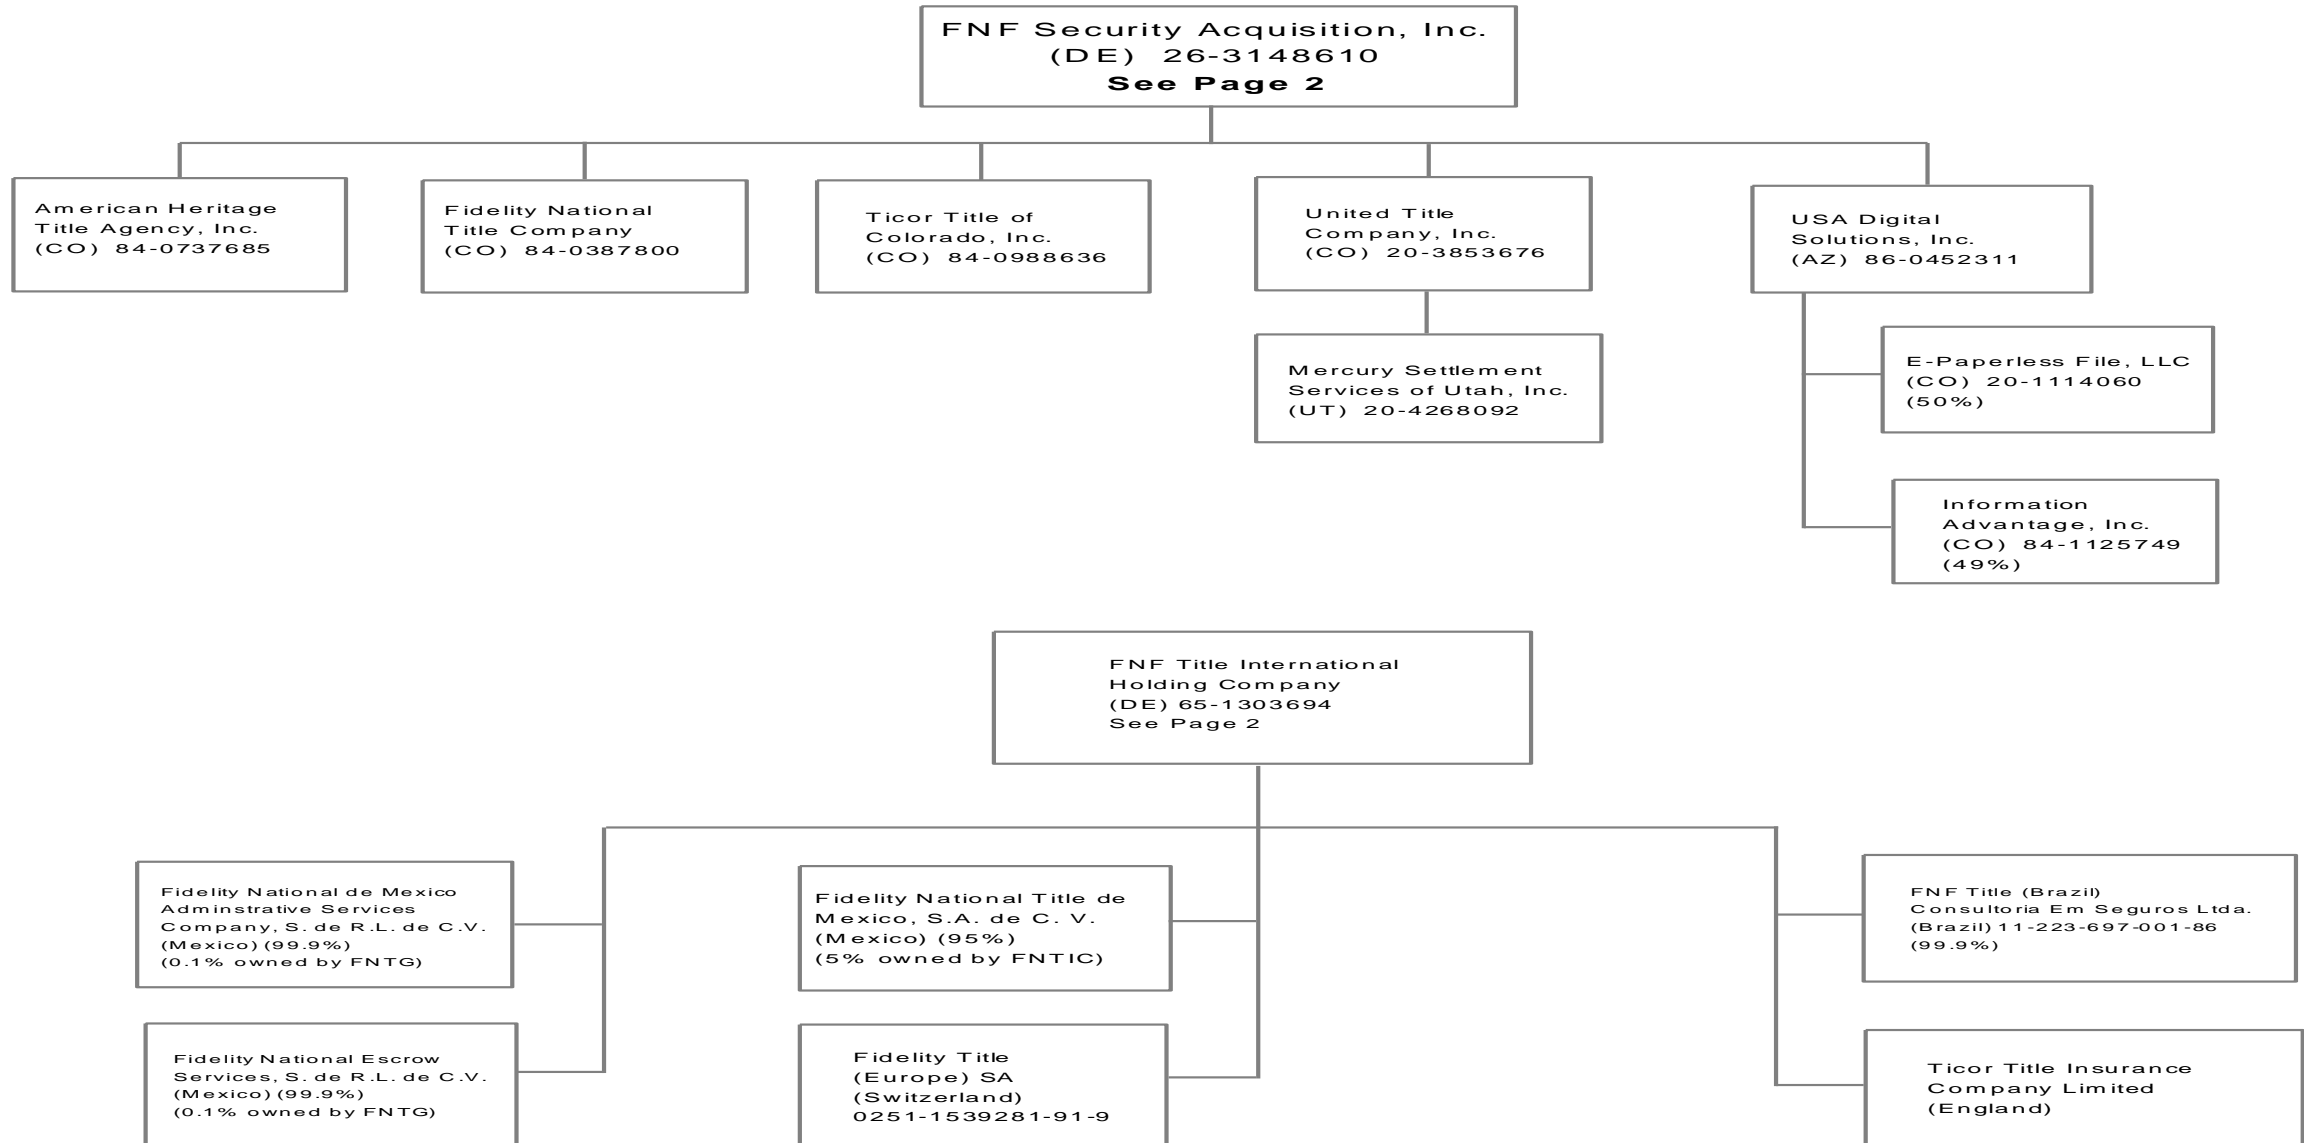 FNF Security Acquisition, Inc.
(DE) 26-3148610
See Page 2
American Heritage
Title Agency, Inc.
(CO) 84-0737685
Fidelity National
Title Company
(CO) 84-0387800
Ticor Title of
Colorado, Inc.
(CO) 84-0988636
United Title
Company, Inc.
(CO) 20-3853676
USA Digital
Solutions, Inc.
(AZ) 86-0452311
Mercury Settlement
Services of Utah, Inc.
(UT) 20-4268092
E-Paperless File, LLC
(CO) 20-1114060
(50%)
Information
Advantage, Inc.
(CO) 84-1125749
(49%)
FNF Title International
Holding Company
(DE) 65-1303694
See Page 2
Fidelity National de Mexico
Adminstrative Services
Company, S. de R.L. de C.V.
(Mexico) (99.9%)
(0.1% owned by FNTG)
Fidelity National Title de
Mexico, S.A. de C. V.
(Mexico) (95%)
(5% owned by FNTIC)
FNF Title (Brazil)
Consultoria Em Seguros Ltda.
(Brazil) 11-223-697-001-86
(99.9%)
Fidelity National Escrow
Services, S. de R.L. de C.V.
(Mexico) (99.9%)
(0.1% owned by FNTG)
Fidelity Title
(Europe) SA
(Switzerland)
0251-1539281-91-9
Ticor Title Insurance
Company Limited
(England)